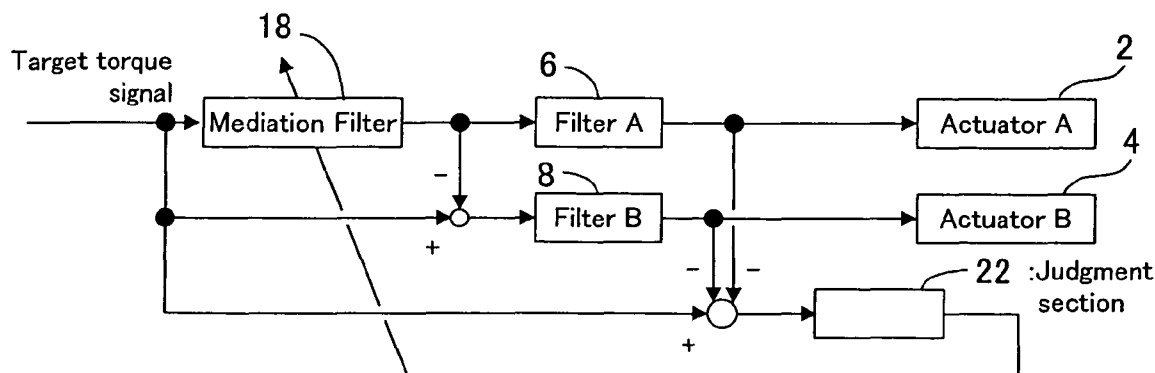 18
Target torque
signal
Mediation Filter
6
Filter A
2
Actuator A
-
8
Filter B
4
Actuator B
+
-
-
22 :Judgment
section
+